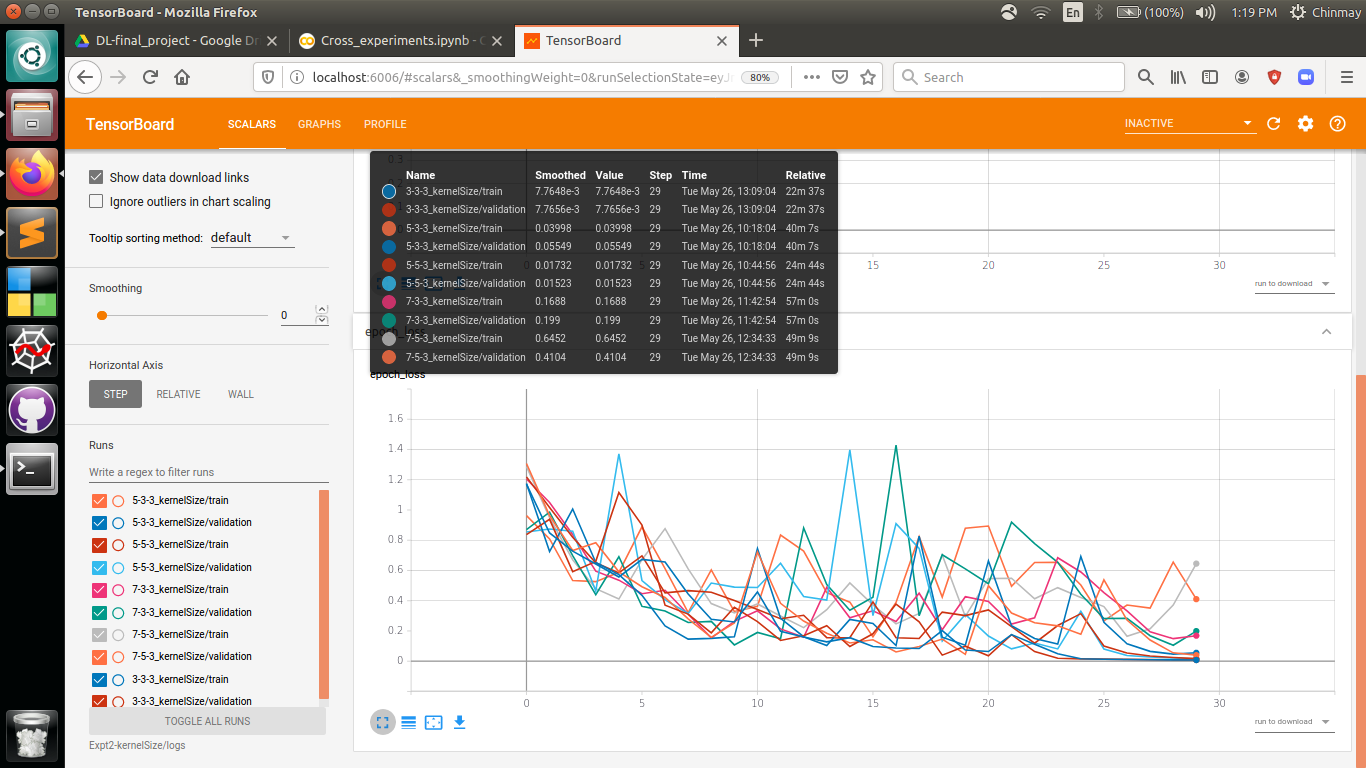 TensorBoard - Mozilla Firefox
En (100%) 1:19 PM Chinmay
DL-final_project - Google Dr
Cross_experiments.ipynb - C
TensorBoard
localhost:6006/#scalars&_smoothingWeight=0&runSelectionState=eyJ 80% Search
TensorBoard SCALARS GRAPHS PROFILE INACTIVE
Show data download links
Ignore outliers in chart scaling
Tooltip sorting method: default
Smoothing
0
Horizontal Axis
STEP RELATIVE WALL
Runs
Write a regex to filter runs
5-3-3_kernelSize/train
5-3-3_kernelSize/validation
5-5-3_kernelSize/train
5-5-3_kernelSize/validation
7-3-3_kernelSize/train
7-3-3_kernelSize/validation
7-5-3_kernelSize/train
7-5-3_kernelSize/validation
3-3-3_kernelSize/train
3-3-3_kernelSize/validation
TOGGLE ALL RUNS
Expt2-kernelSize/logs
0.3
Name Smoothed Value Step Time Relative
3-3-3_kernelSize/train 7.7648e-3 7.7648e-3 29 Tue May 26, 13:09:04 22m 37s
3-3-3_kernelSize/validation 7.7656e-3 7.7656e-3 29 Tue May 26, 13:09:04 22m 37s
5-3-3_kernelSize/train 0.03998 0.03998 29 Tue May 26, 10:18:04 40m 7s
5-3-3_kernelSize/validation 0.05549 0.05549 29 Tue May 26, 10:18:04 40m 7s
5-5-3_kernelSize/train 0.01732 0.01732 29 Tue May 26, 10:44:56 24m 44s
5-5-3_kernelSize/validation 0.01523 0.01523 29 Tue May 26, 10:44:56 24m 44s
7-3-3_kernelSize/train 0.1688 0.1688 29 Tue May 26, 11:42:54 57m 0s
7-3-3_kernelSize/validation 0.199 0.199 29 Tue May 26, 11:42:54 57m 0s
7-5-3_kernelSize/train 0.6452 0.6452 29 Tue May 26, 12:34:33 49m 9s
7-5-3_kernelSize/validation 0.4104 0.4104 29 Tue May 26, 12:34:33 49m 9s
15 20 25 30
run to download
epoch_loss
epoch_loss
1.6
1.4
1.2
1
0.8
0.6
0.4
0.2
0
0 5 10 15 20 25 30
run to download